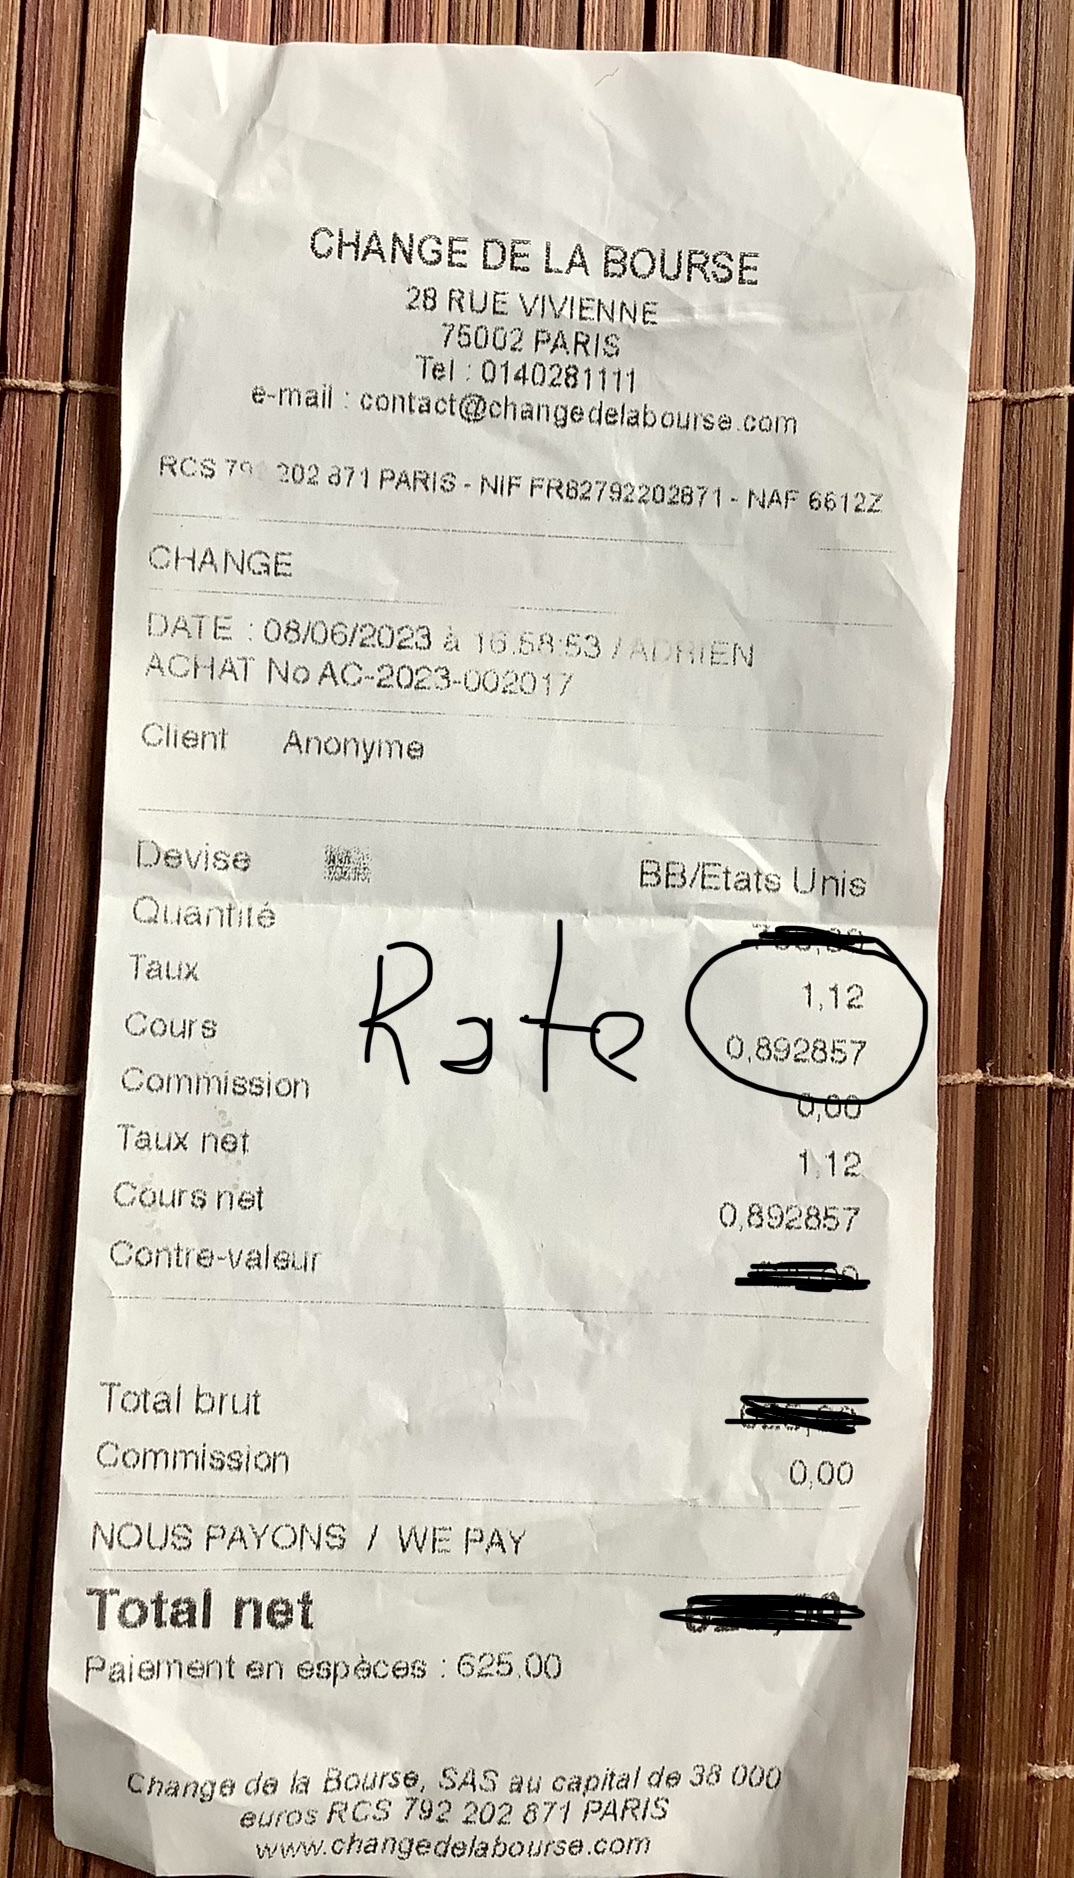 CHANGE DE LA BOURSE
28 RUE VIVIENNE
75002 PARIS
Tel : 0140281111
e-mail : contact@changedelabourse.com
RCS 202 871 PARIS - NIF FR82792202871 - NAF 6612Z
CHANGE
DATE : 08/06/2023 à 16:58:53 / ADRIEN
ACHAT No AC-2023-002017
Client Anonyme
Devise BB/Etats Unis
Quantité
Taux 1,12
Rate
Cours 0,892857
Commission 0,00
Taux net 1,12
Cours net 0,892857
Contre-valeur
Total brut
Commission 0,00
NOUS PAYONS / WE PAY
Total net
Paiement en espèces : 625.00
Change de la Bourse, SAS au capital de 38 000
euros RCS 792 202 871 PARIS
www.changedelabourse.com